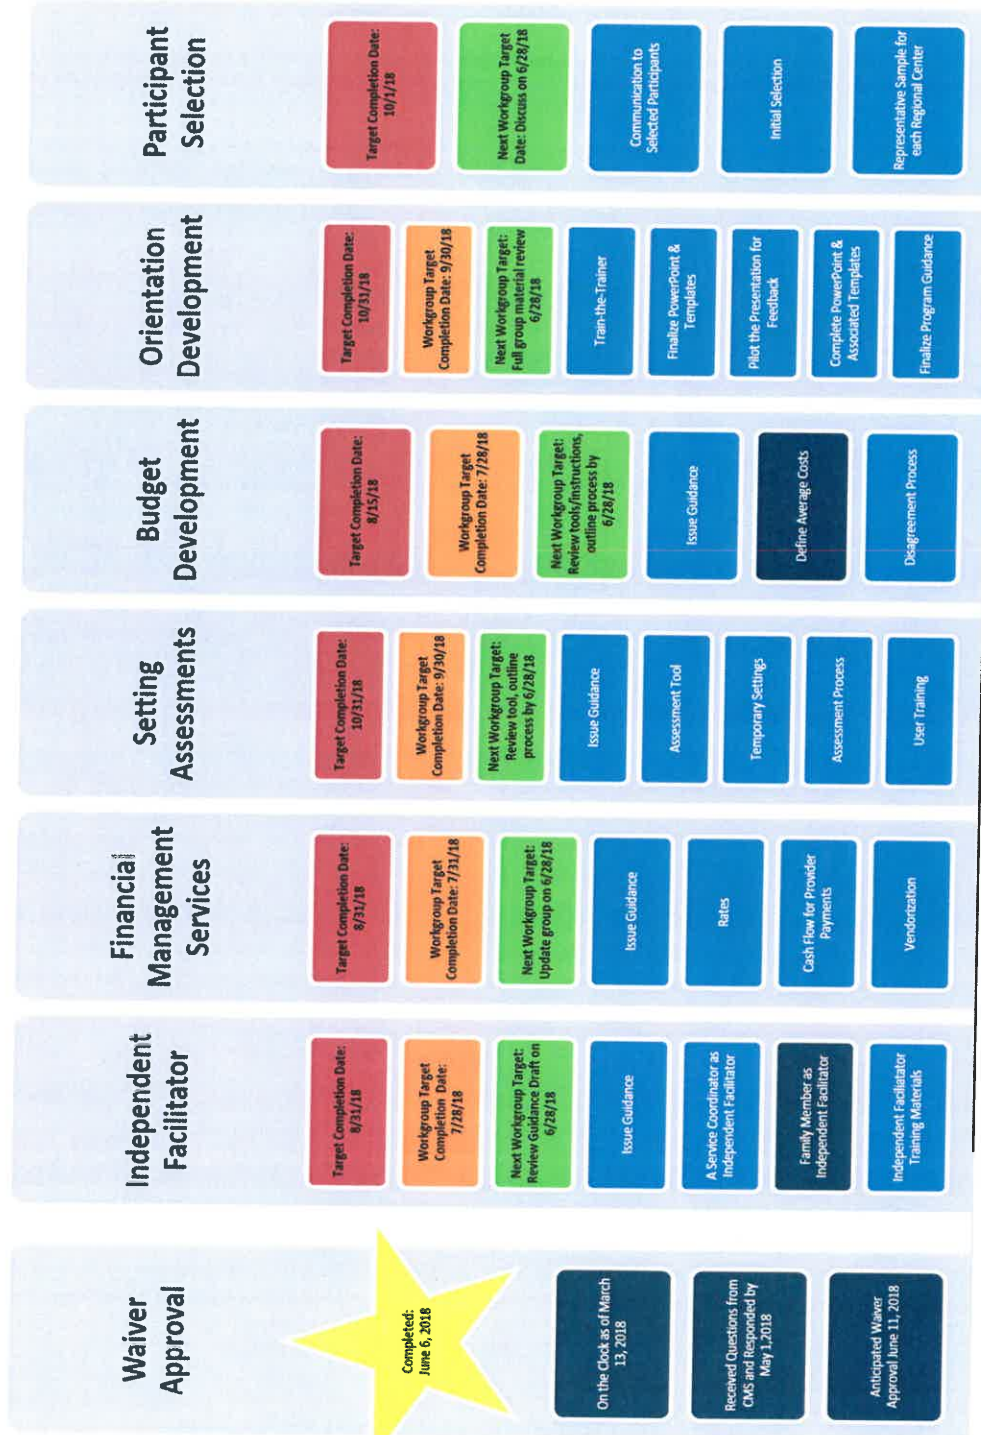 Waiver
Approval
Completed:
June 6, 2018
On the Clock as of March
13, 2018
Received Questions from
CMS and Responded by
May 1,2018
Anticipated Waiver
Approval June 11, 2018
Independent
Facilitator
Target Completion Date:
8/31/18
Workgroup Target
Completion Date:
7/28/18
Next Workgroup Target:
Review Guidance Draft on
6/28/18
Issue Guidance
A Service Coordinator as
Independent Facilitator
Family Member as
Independent Facilitator
Independent Faciliatator
Training Materials
Financial
Management
Services
Target Completion Date:
8/31/18
Workgroup Target
Completion Date: 7/31/18
Next Workgroup Target:
Update group on 6/28/18
Issue Guidance
Rates
Cash Flow for Provider
Payments
Vendorization
Setting
Assessments
Target Completion Date:
10/31/18
Workgroup Target
Completion Date: 9/30/18
Next Workgroup Target:
Review tool, outline
process by 6/28/18
Issue Guidance
Assessment Tool
Temporary Settings
Assessment Process
User Training
Budget
Development
Target Completion Date:
8/15/18
Workgroup Target
Completion Date: 7/28/18
Next Workgroup Target:
Review tools/instructions,
outline process by
6/28/18
Issue Guidance
Define Average Costs
Disagreement Process
Orientation
Development
Target Completion Date:
10/31/18
Workgroup Target
Completion Date: 9/30/18
Next Workgroup Target:
Full group material review
6/28/18
Train-the-Trainer
Finalize PowerPoint &
Templates
Pilot the Presentation for
Feedback
Complete PowerPoint &
Associated Templates
Finalize Program Guidance
Participant
Selection
Target Completion Date:
10/1/18
Next Workgroup Target
Date: Discuss on 6/28/18
Communication to
Selected Participants
Initial Selection
Representative Sample for
each Regional Center